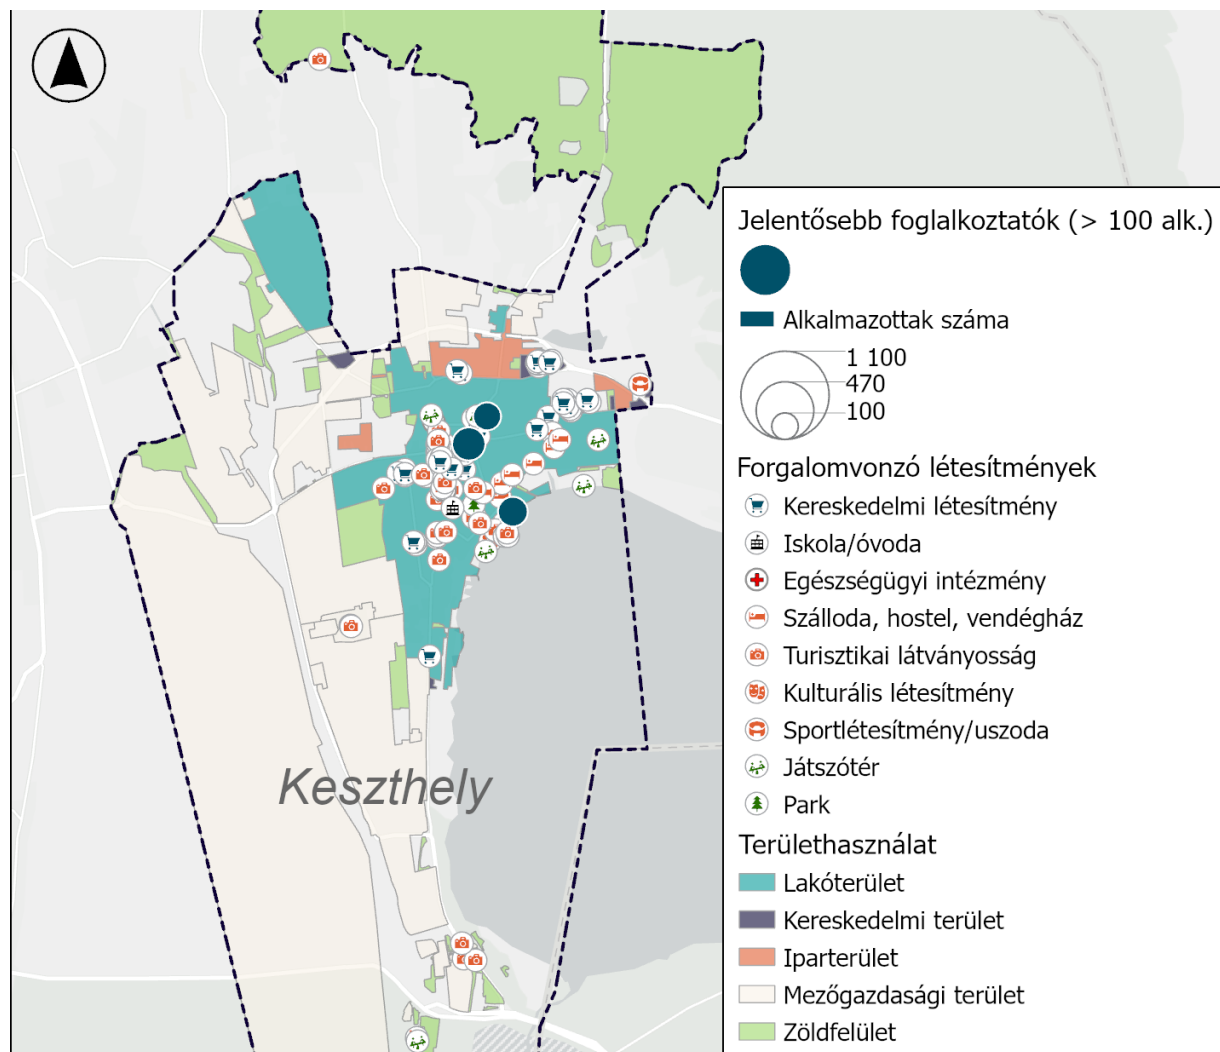 Jelentősebb foglalkoztatók (> 100 alk.)
Alkalmazottak száma
1 100
470
100
Forgalomvonzó létesítmények
Kereskedelmi létesítmény
Iskola/óvoda
Egészségügyi intézmény
Szálloda, hostel, vendégház
Turisztikai látványosság
Kulturális létesítmény
Sportlétesítmény/uszoda
Játszótér
Park
Területhasználat
Lakóterület
Kereskedelmi terület
Iparterület
Mezőgazdasági terület
Zöldfelület
Keszthely